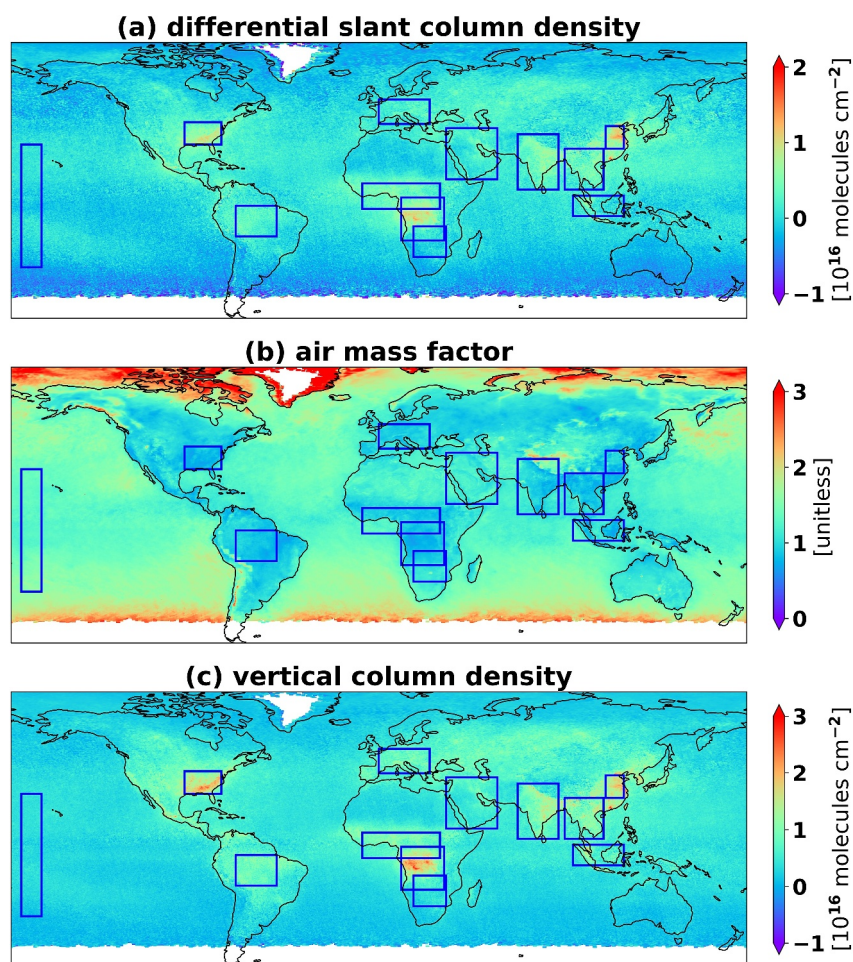 (a) differential slant column density
2
1
0
−1
[10¹⁶ molecules cm⁻²]
(b) air mass factor
3
2
1
0
[unitless]
(c) vertical column density
3
2
1
0
−1
[10¹⁶ molecules cm⁻²]